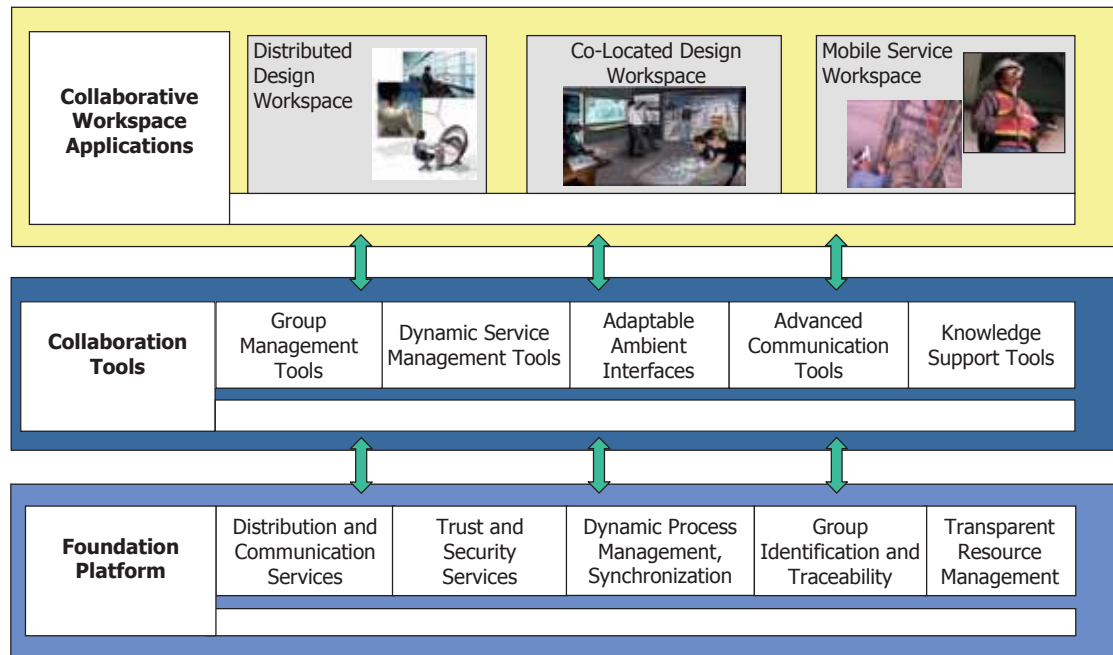 Collaborative
Workspace
Applications
Distributed
Design
Workspace
Co-Located Design
Workspace
Mobile Service
Workspace
Collaboration
Tools
Group
Management
Tools
Dynamic Service
Management Tools
Adaptable
Ambient
Interfaces
Advanced
Communication
Tools
Knowledge
Support Tools
Foundation
Platform
Distribution and
Communication
Services
Trust and
Security
Services
Dynamic Process
Management,
Synchronization
Group
Identification and
Traceability
Transparent
Resource
Management